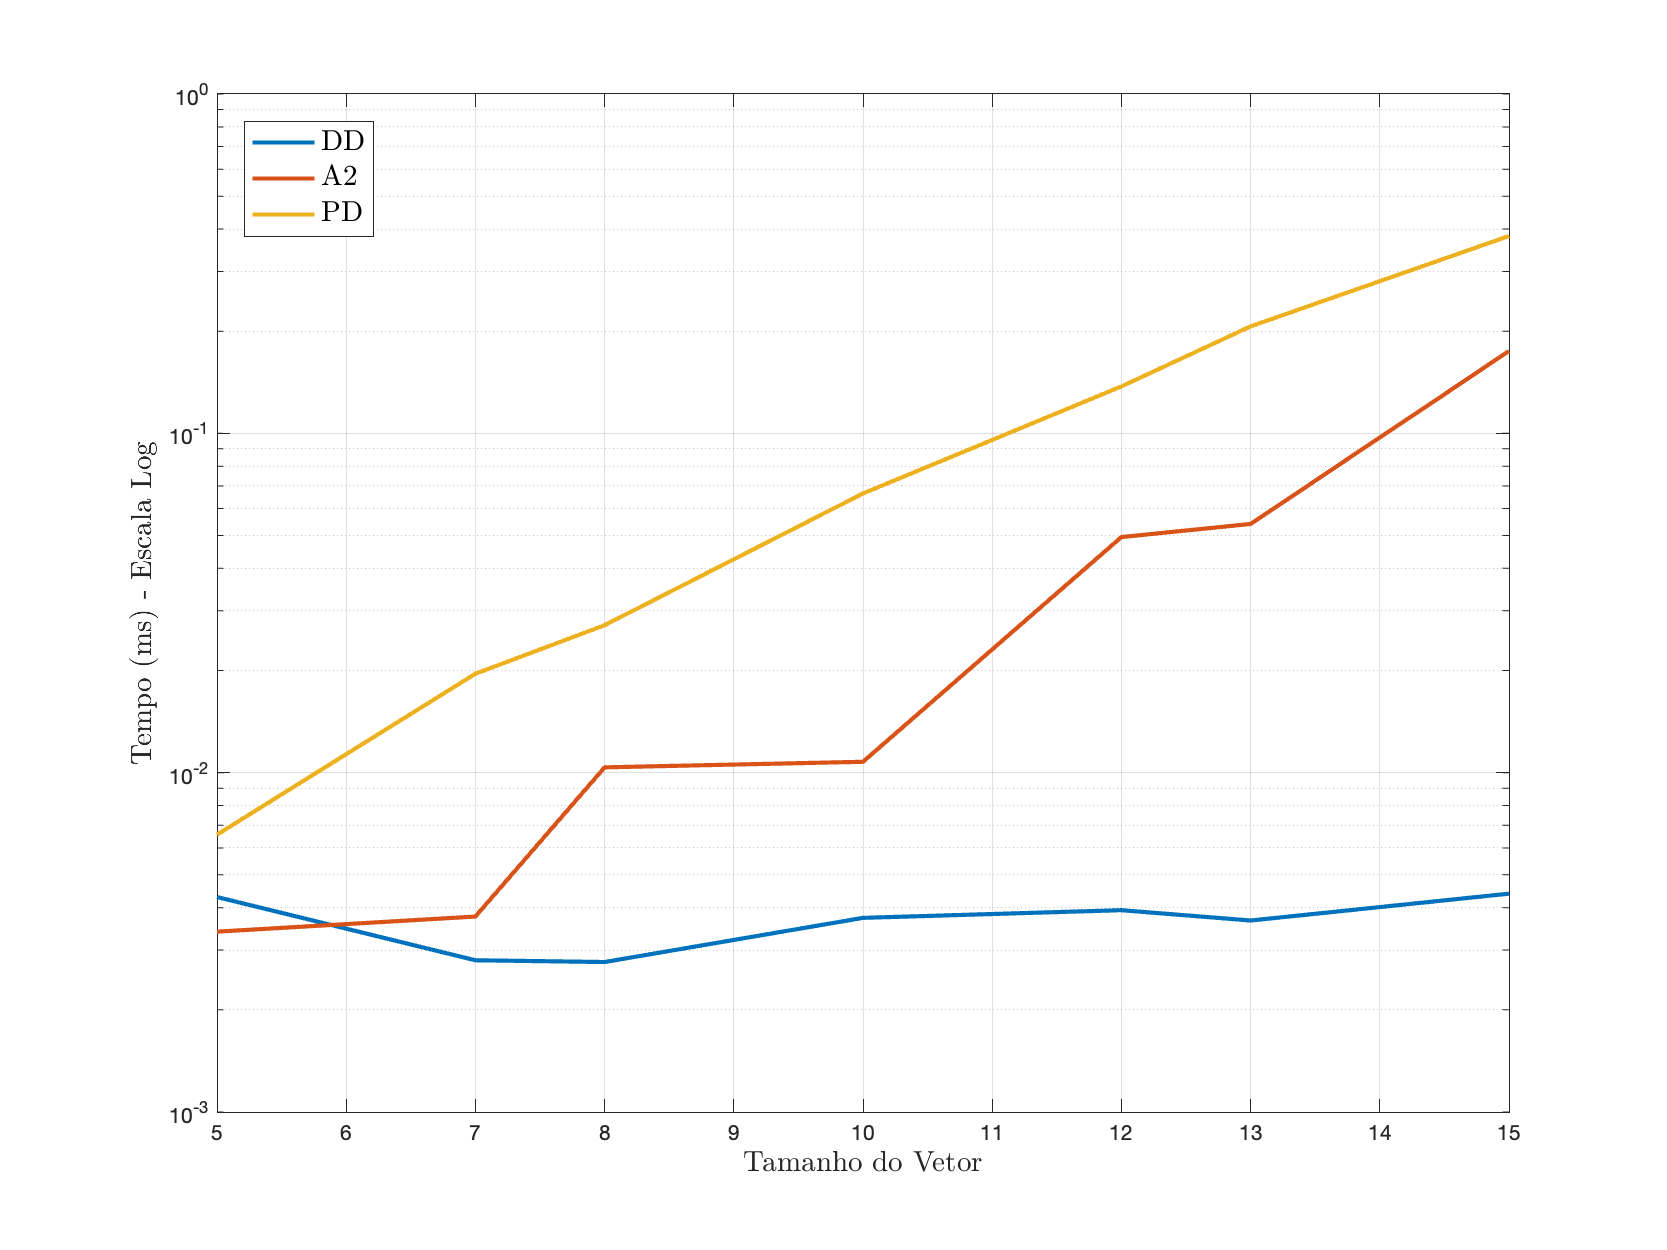 10^0
DD
A2
PD
10^-1
10^-2
10^-3
Tempo (ms) - Escala Log
5 6 7 8 9 10 11 12 13 14 15
Tamanho do Vetor